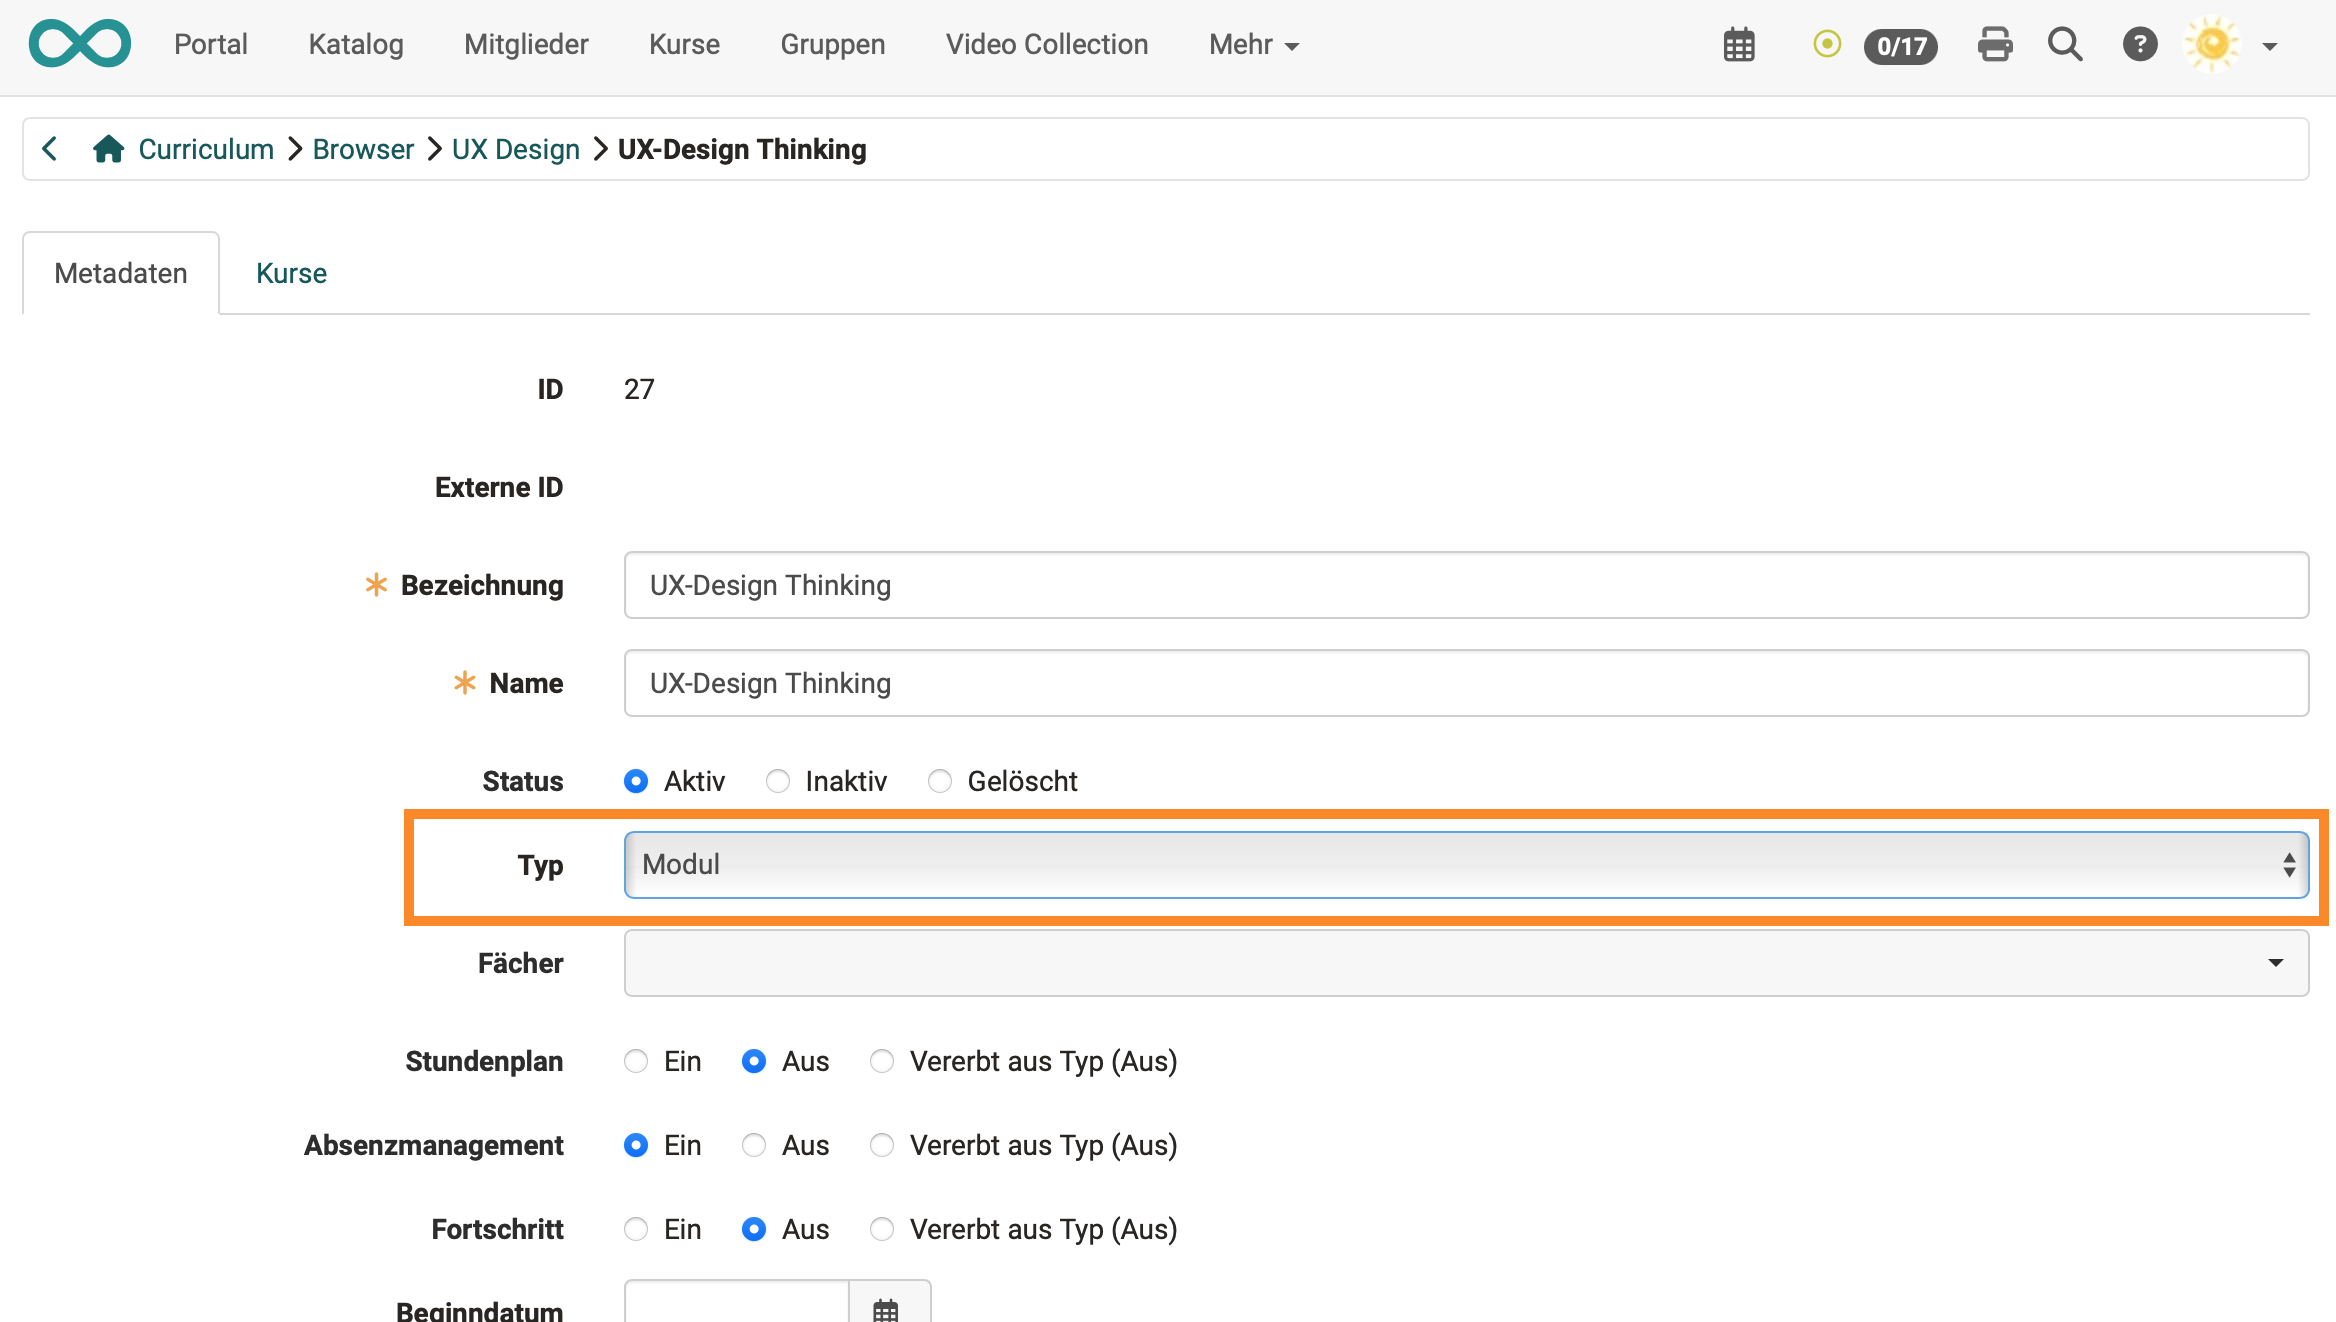 Portal Katalog Mitglieder Kurse Gruppen Video Collection Mehr 0/17 ?
Curriculum Browser UX Design UX-Design Thinking
Metadaten Kurse
ID 27
Externe ID
Bezeichnung UX-Design Thinking
Name UX-Design Thinking
Status Aktiv Inaktiv Gelöscht
Typ Modul
Fächer
Stundenplan Ein Aus Vererbt aus Typ (Aus)
Absenzmanagement Ein Aus Vererbt aus Typ (Aus)
Fortschritt Ein Aus Vererbt aus Typ (Aus)
Beginndatum